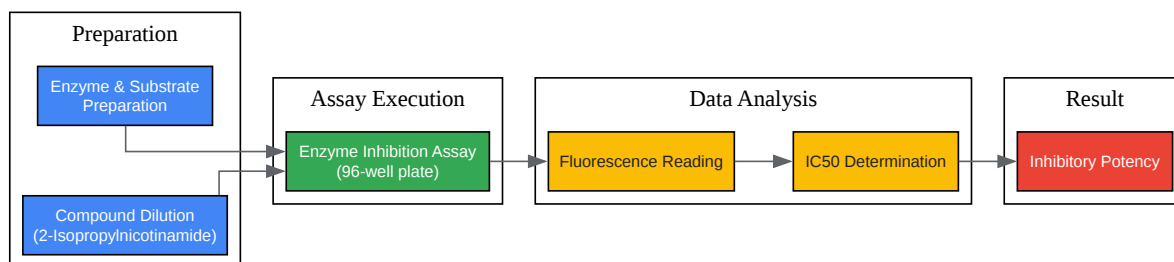 Preparation
Enzyme & Substrate
Preparation
Compound Dilution
(2-Isopropylnicotinamide)
Assay Execution
Enzyme Inhibition Assay
(96-well plate)
Data Analysis
Fluorescence Reading
IC50 Determination
Result
Inhibitory Potency